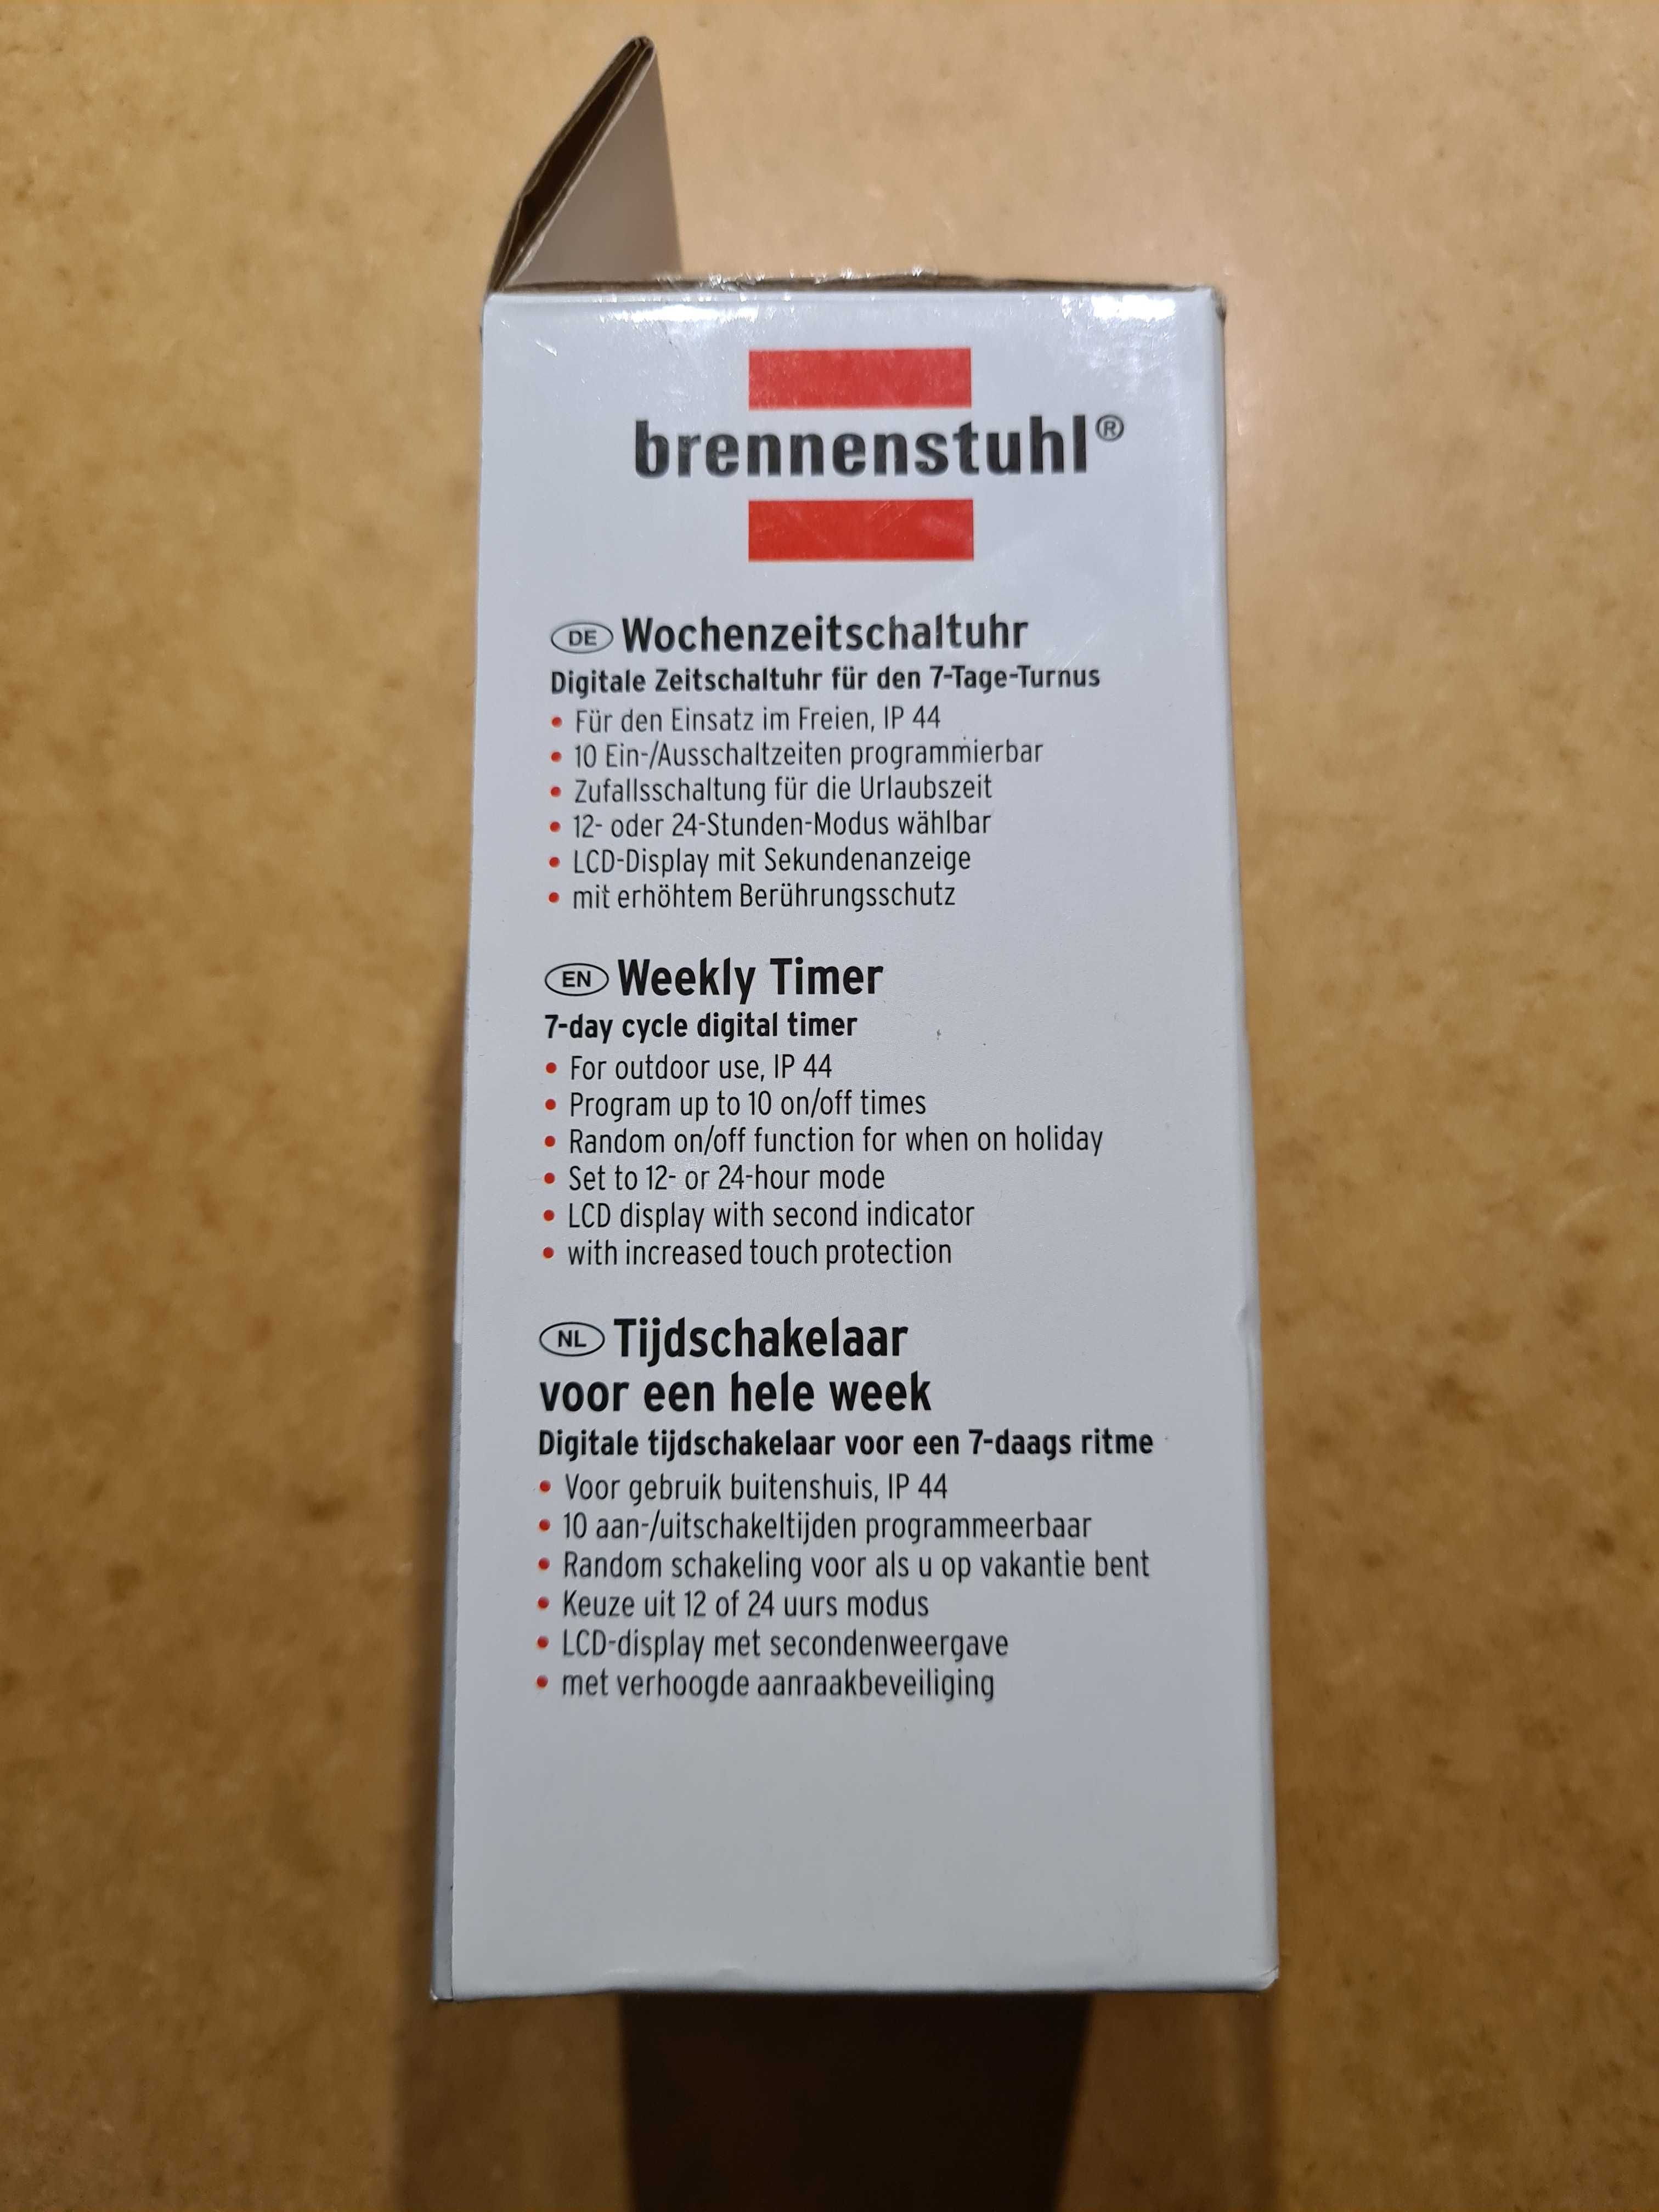 brennenstuhl®
DE Wochenzeitschaltuhr
Digitale Zeitschaltuhr für den 7-Tage-Turnus
• Für den Einsatz im Freien, IP 44
• 10 Ein-/Ausschaltzeiten programmierbar
• Zufallsschaltung für die Urlaubszeit
• 12- oder 24-Stunden-Modus wählbar
• LCD-Display mit Sekundenanzeige
• mit erhöhtem Berührungsschutz
EN Weekly Timer
7-day cycle digital timer
• For outdoor use, IP 44
• Program up to 10 on/off times
• Random on/off function for when on holiday
• Set to 12- or 24-hour mode
• LCD display with second indicator
• with increased touch protection
NL Tijdschakelaar
voor een hele week
Digitale tijdschakelaar voor een 7-daags ritme
• Voor gebruik buitenshuis, IP 44
• 10 aan-/uitschakeltijden programmeerbaar
• Random schakeling voor als u op vakantie bent
• Keuze uit 12 of 24 uurs modus
• LCD-display met secondenweergave
• met verhoogde aanraakbeveiliging